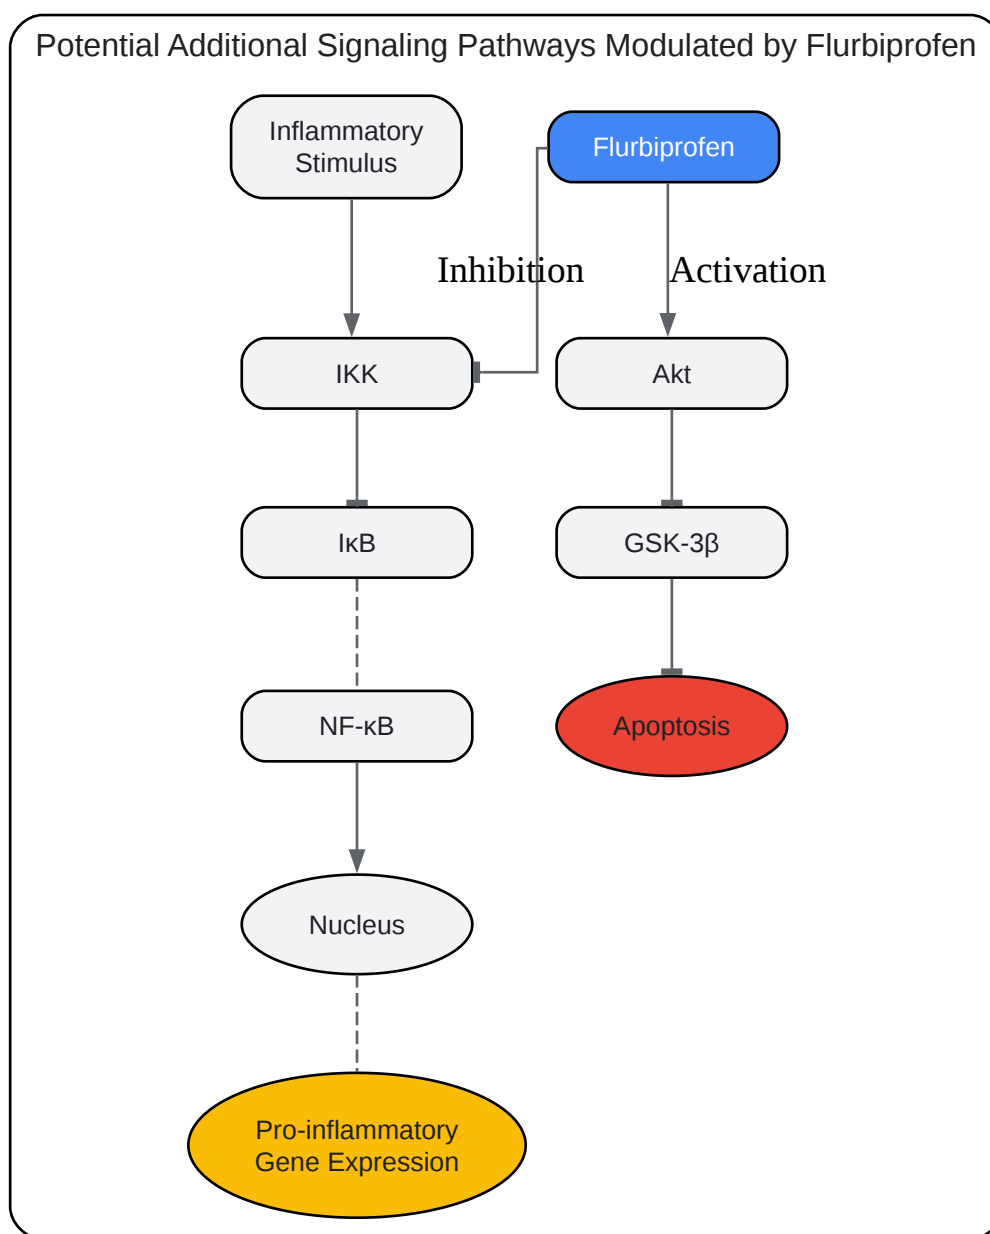 Potential Additional Signaling Pathways Modulated by Flurbiprofen
Inflammatory
Stimulus
Flurbiprofen
Inhibition
Activation
IKK
Akt
IκB
GSK-3β
NF-κB
Apoptosis
Nucleus
Pro-inflammatory
Gene Expression